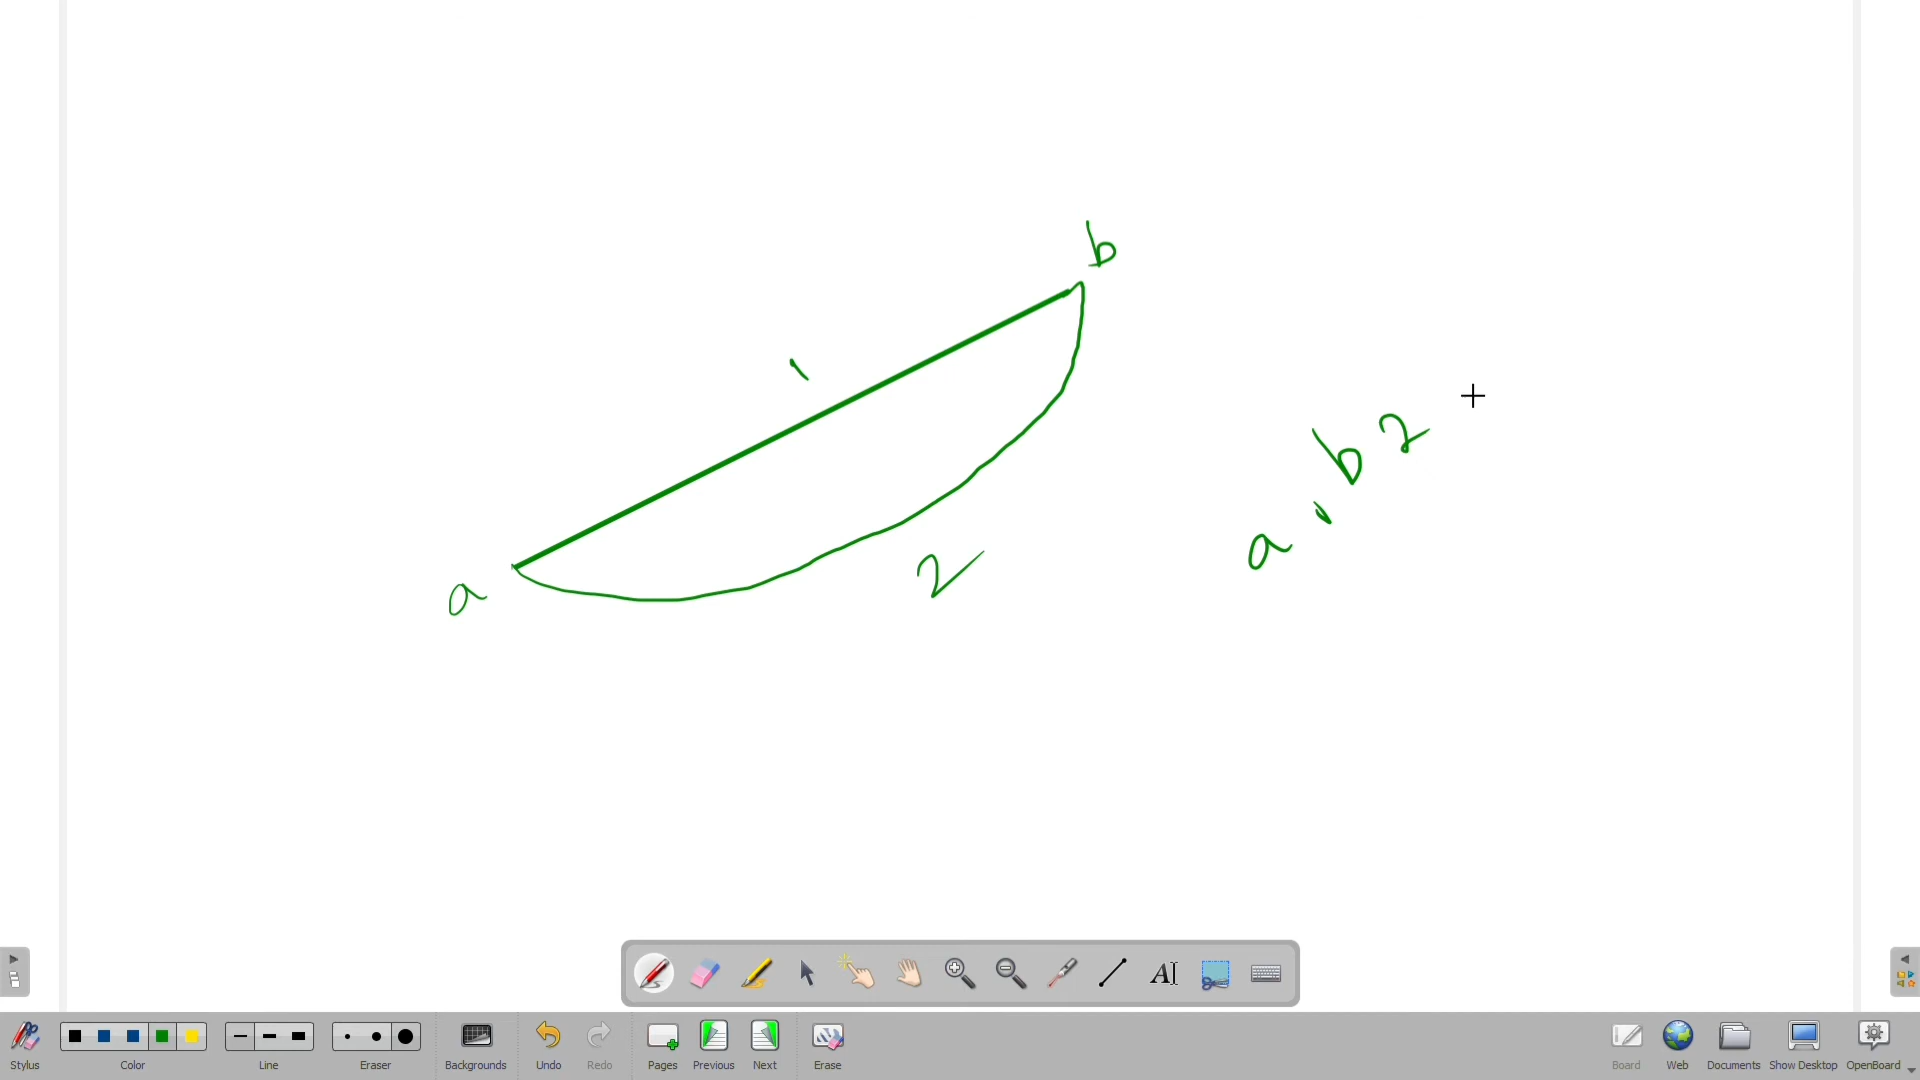 b
1
a
2
a, b 2
AI
Stylus
Color
Line
Eraser
Backgrounds
Undo
Redo
Pages
Previous
Next
Erase
Board
Web
Documents
Show Desktop
OpenBoard